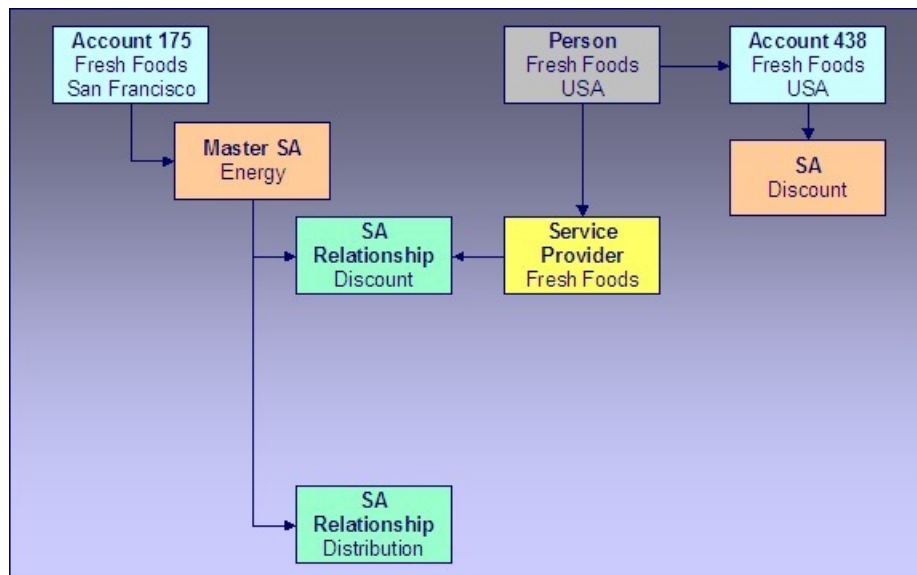 Account 175
Fresh Foods
San Francisco
Person
Fresh Foods
USA
Account 438
Fresh Foods
USA
Master SA
Energy
SA
Discount
SA
Relationship
Discount
Service
Provider
Fresh Foods
SA
Relationship
Distribution